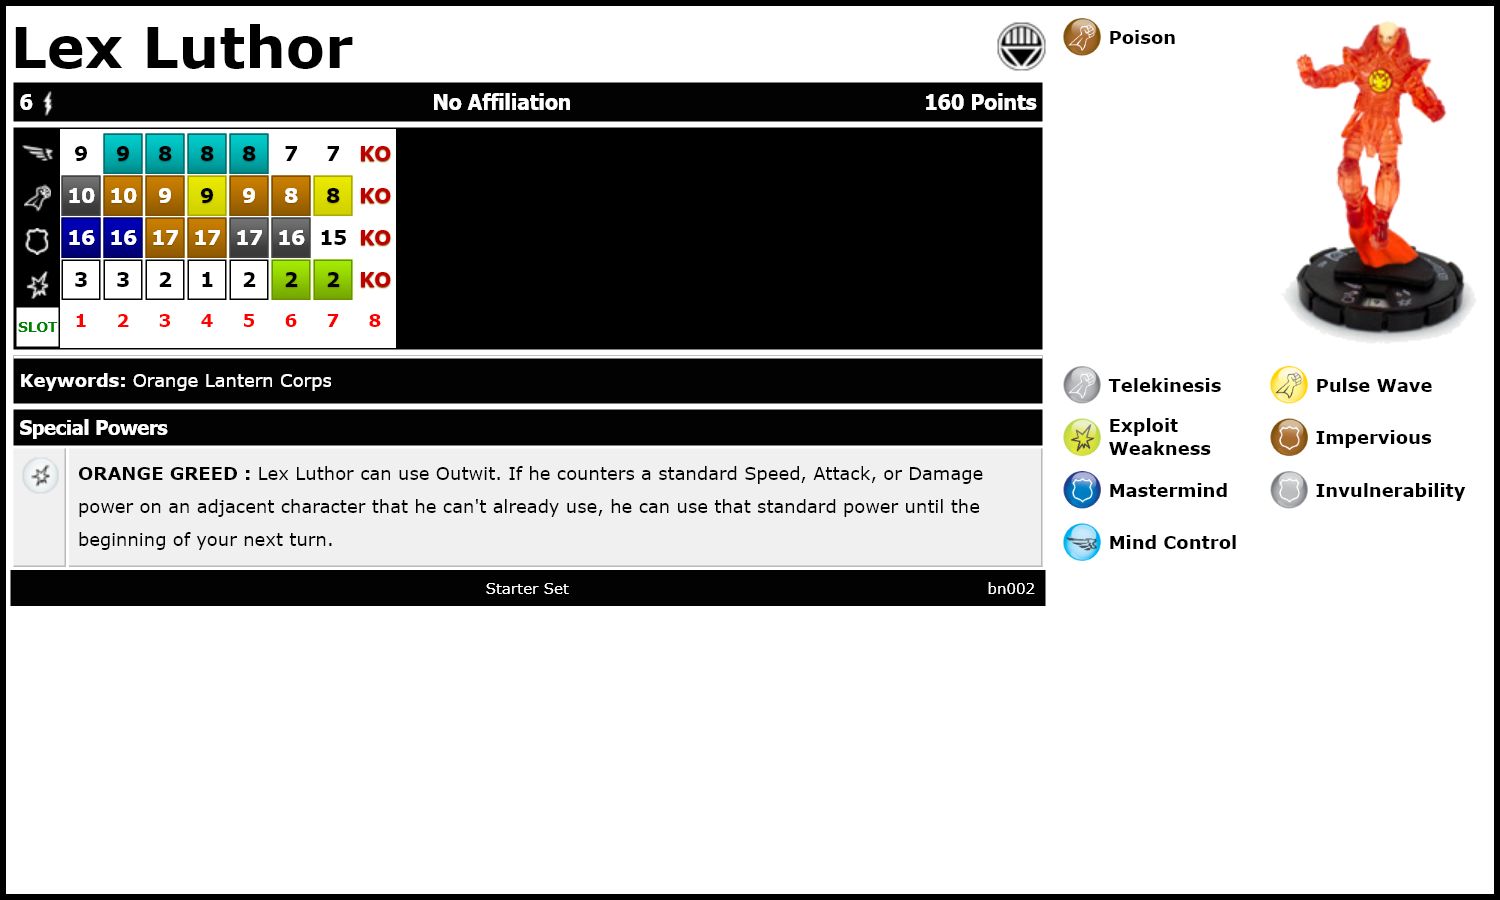 Lex Luthor
6 No Affiliation 160 Points
9 9 8 8 8 7 7 KO
10 10 9 9 9 8 8 KO
16 16 17 17 17 16 15 KO
3 3 2 1 2 2 2 KO
SLOT 1 2 3 4 5 6 7 8
Keywords: Orange Lantern Corps
Special Powers
ORANGE GREED : Lex Luthor can use Outwit. If he counters a standard Speed, Attack, or Damage
power on an adjacent character that he can't already use, he can use that standard power until the
beginning of your next turn.
Starter Set bn002
Poison
Telekinesis
Pulse Wave
Exploit
Weakness
Impervious
Mastermind
Invulnerability
Mind Control